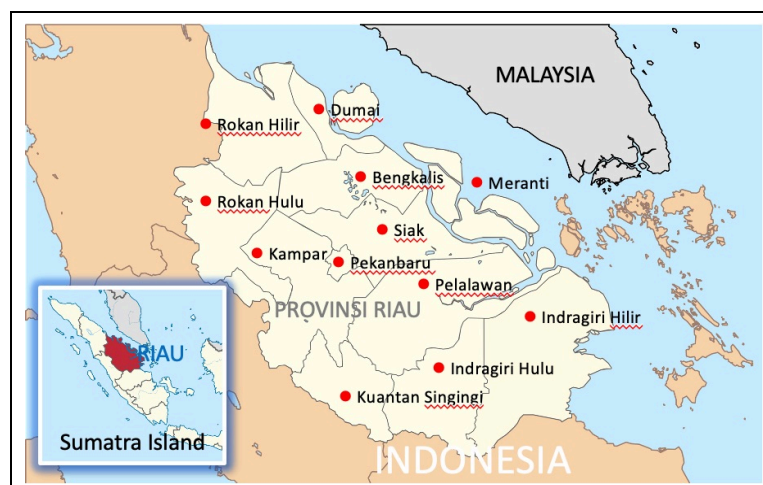 MALAYSIA
Dumai
Rokan Hilir
Bengkalis
Meranti
Rokan Hulu
Siak
Kampar
Pekanbaru
Pelalawan
PROVINSI RIAU
Indragiri Hilir
RIAU
Indragiri Hulu
Kuantan Singingi
Sumatra Island
INDONESIA